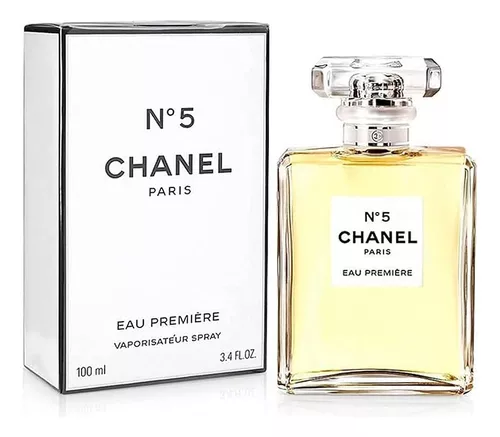 N°5
CHANEL
PARIS
EAU PREMIÈRE
VAPORISATEUR SPRAY
100 ml 3.4 FL.OZ.
N°5
CHANEL
PARIS
EAU PREMIÈRE